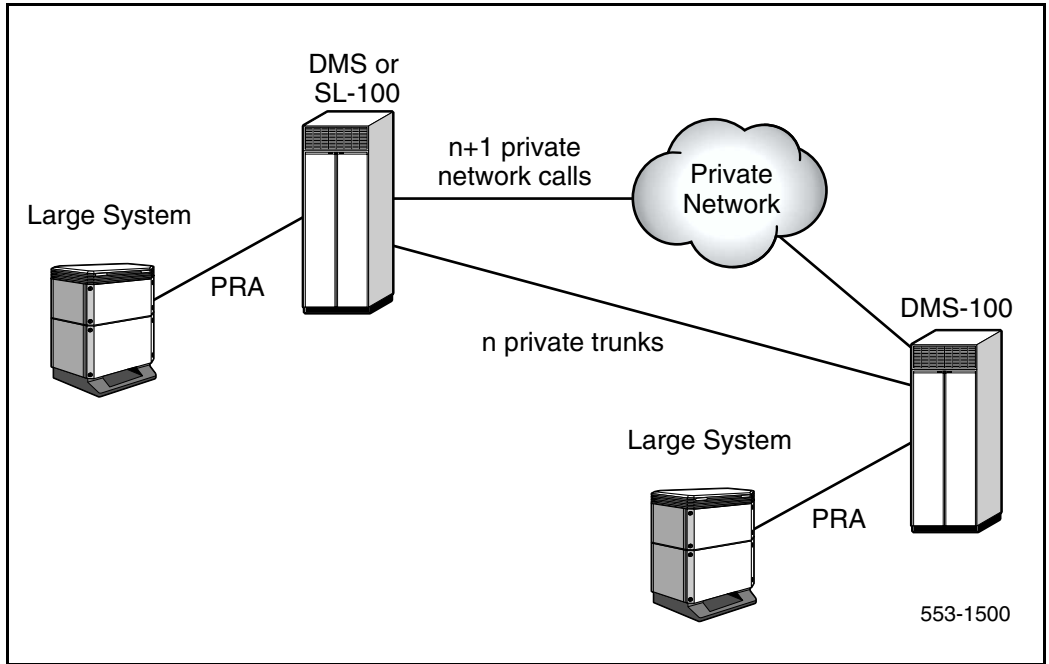 DMS or
SL-100
n+1 private
network calls
Private
Network
Large System
PRA
DMS-100
n private trunks
Large System
PRA
553-1500